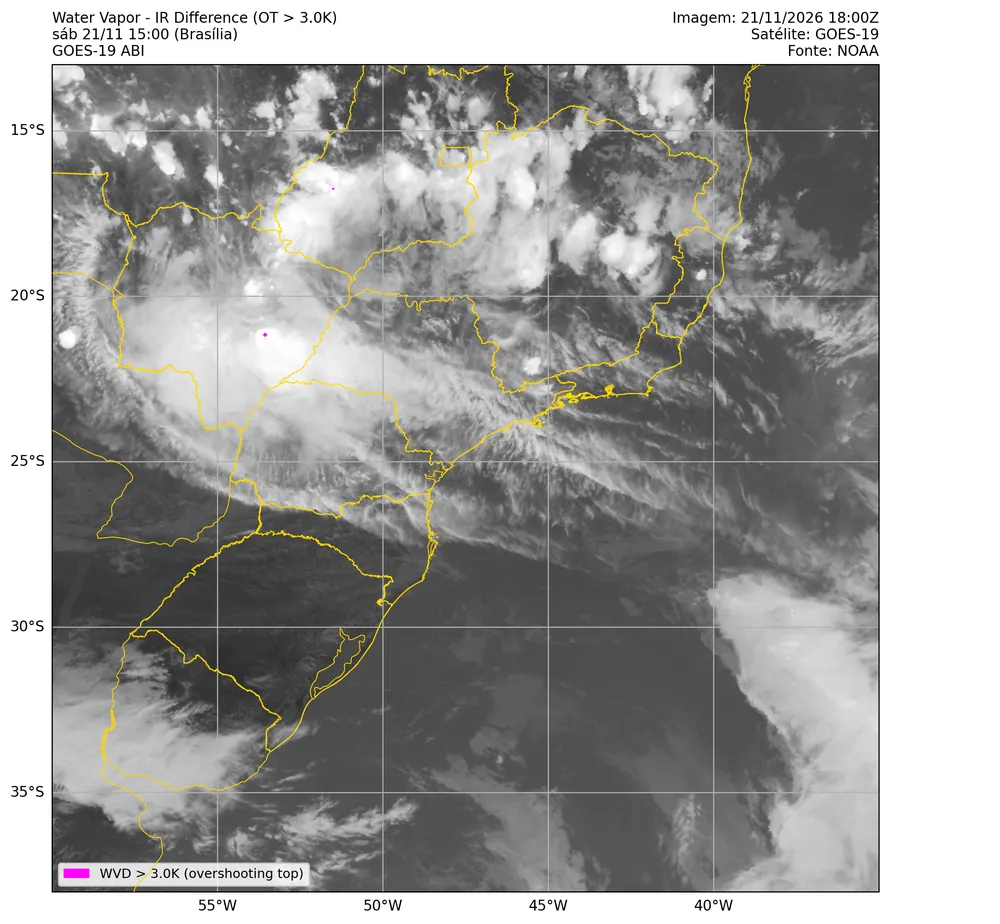 Water Vapor - IR Difference (OT > 3.0K)
sáb 21/11 15:00 (Brasília)
GOES-19 ABI
Imagem: 21/11/2026 18:00Z
Satélite: GOES-19
Fonte: NOAA
15°S
20°S
25°S
30°S
35°S
WVD > 3.0K (overshooting top)
55°W
50°W
45°W
40°W